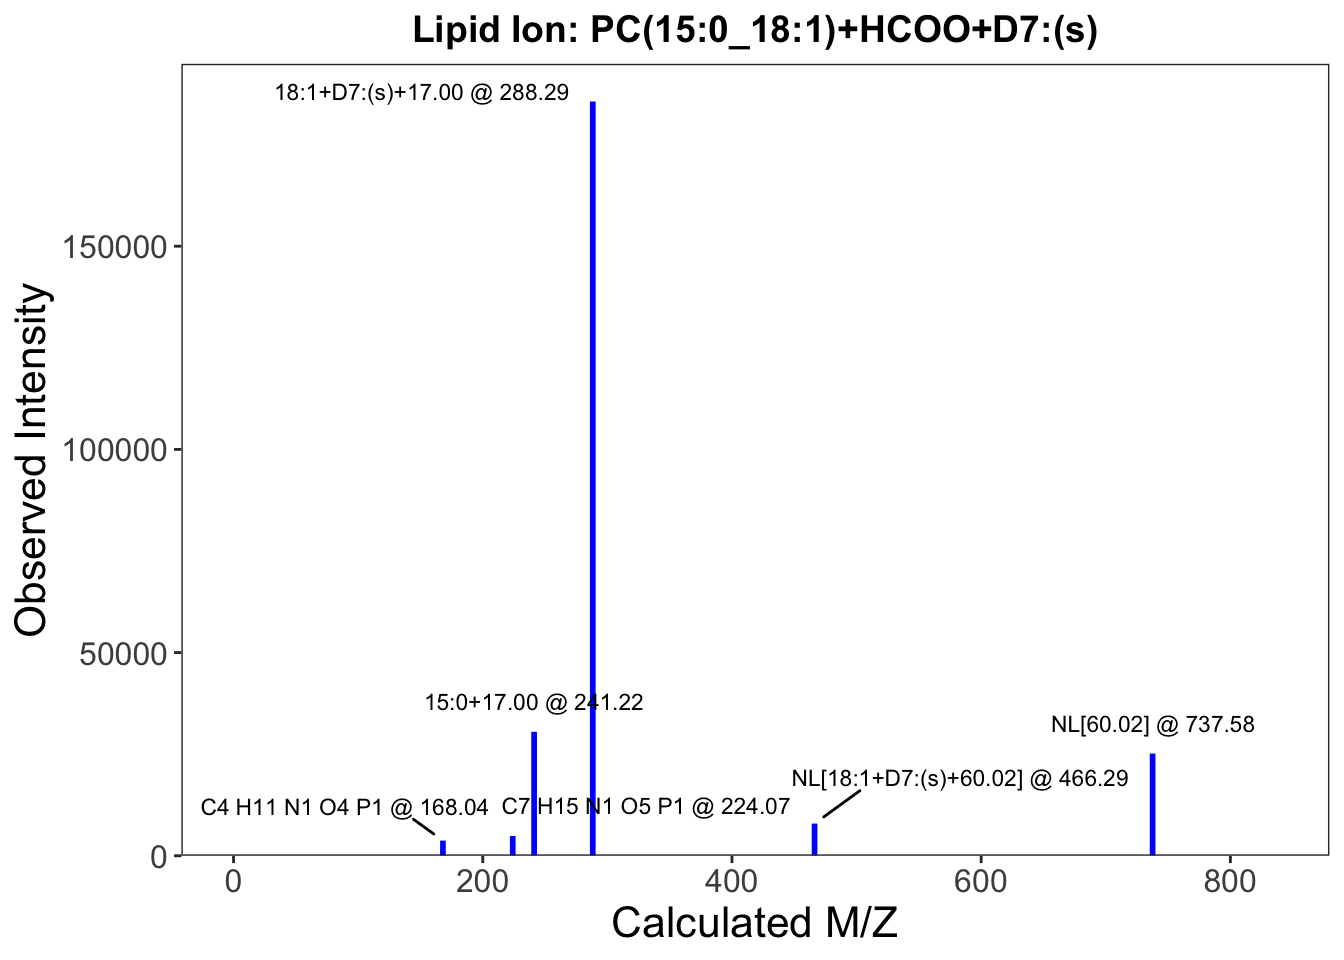 Lipid Ion: PC(15:0_18:1)+HCOO+D7:(s)
18:1+D7:(s)+17.00 @ 288.29
150000
100000
50000
0
Observed Intensity
15:0+17.00 @ 241.22
NL[60.02] @ 737.58
NL[18:1+D7:(s)+60.02] @ 466.29
C4 H11 N1 O4 P1 @ 168.04
C7 H15 N1 O5 P1 @ 224.07
0 200 400 600 800
Calculated M/Z